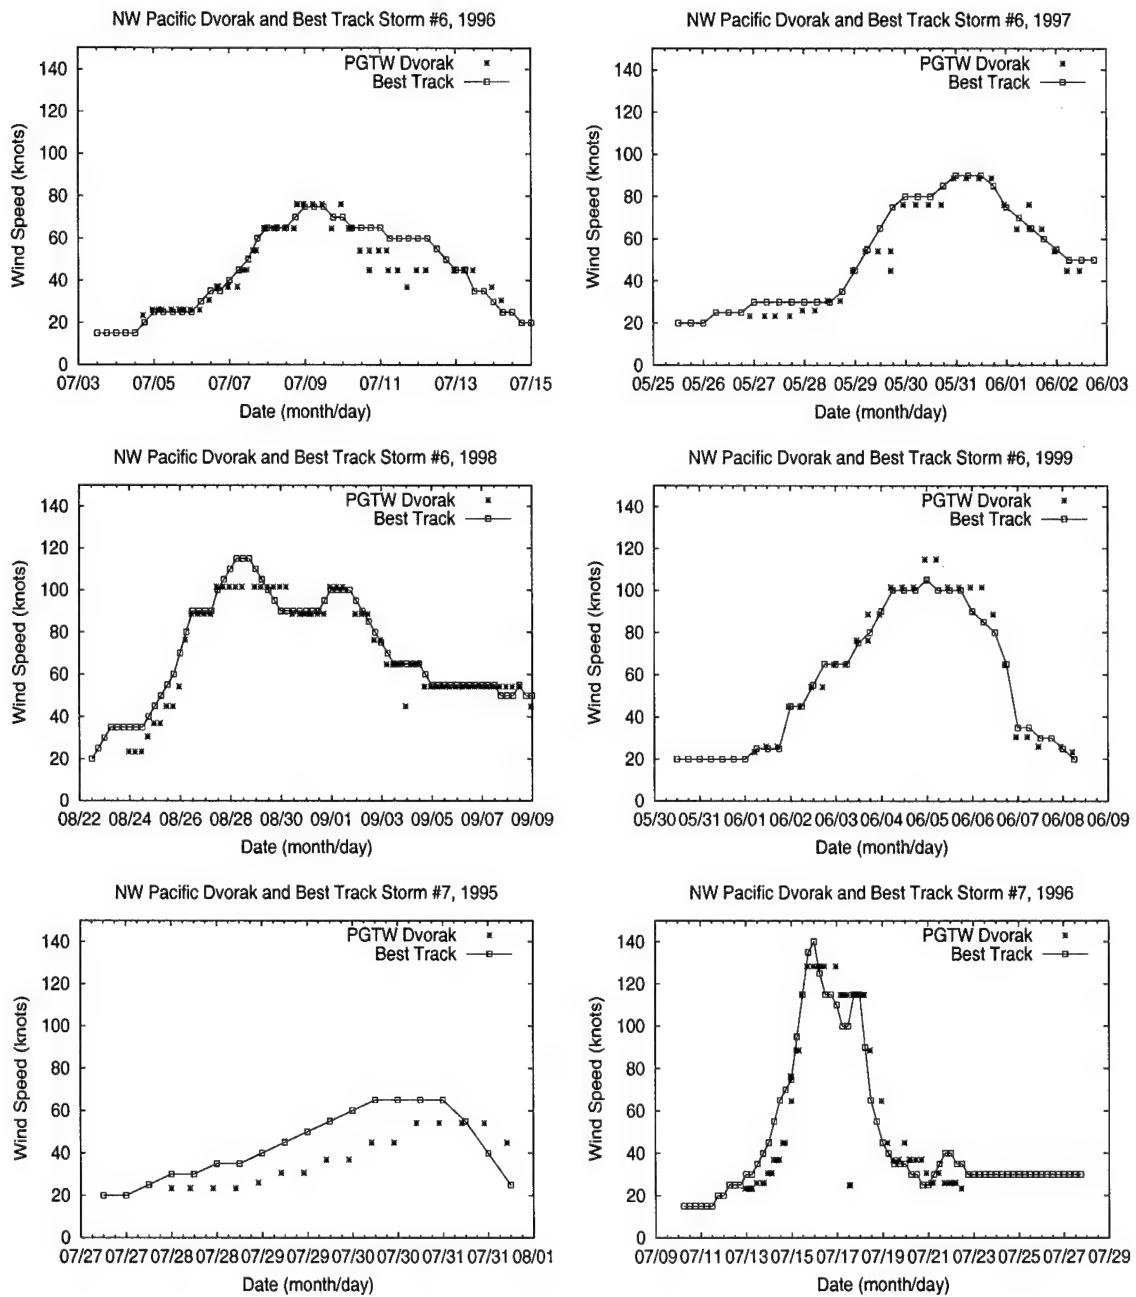 NW Pacific Dvorak and Best Track Storm #6, 1996
PGTW Dvorak
Best Track
Wind Speed (knots)
140
120
100
80
60
40
20
0
07/03 07/05 07/07 07/09 07/11 07/13 07/15
Date (month/day)
NW Pacific Dvorak and Best Track Storm #6, 1997
PGTW Dvorak
Best Track
Wind Speed (knots)
140
120
100
80
60
40
20
0
05/25 05/26 05/27 05/28 05/29 05/30 05/31 06/01 06/02 06/03
Date (month/day)
NW Pacific Dvorak and Best Track Storm #6, 1998
PGTW Dvorak
Best Track
Wind Speed (knots)
140
120
100
80
60
40
20
0
08/22 08/24 08/26 08/28 08/30 09/01 09/03 09/05 09/07 09/09
Date (month/day)
NW Pacific Dvorak and Best Track Storm #6, 1999
PGTW Dvorak
Best Track
Wind Speed (knots)
140
120
100
80
60
40
20
0
05/30 05/31 06/01 06/02 06/03 06/04 06/05 06/06 06/07 06/08 06/09
Date (month/day)
NW Pacific Dvorak and Best Track Storm #7, 1995
PGTW Dvorak
Best Track
Wind Speed (knots)
140
120
100
80
60
40
20
0
07/27 07/27 07/28 07/28 07/29 07/29 07/30 07/30 07/31 07/31 08/01
Date (month/day)
NW Pacific Dvorak and Best Track Storm #7, 1996
PGTW Dvorak
Best Track
Wind Speed (knots)
140
120
100
80
60
40
20
0
07/09 07/11 07/13 07/15 07/17 07/19 07/21 07/23 07/25 07/27 07/29
Date (month/day)